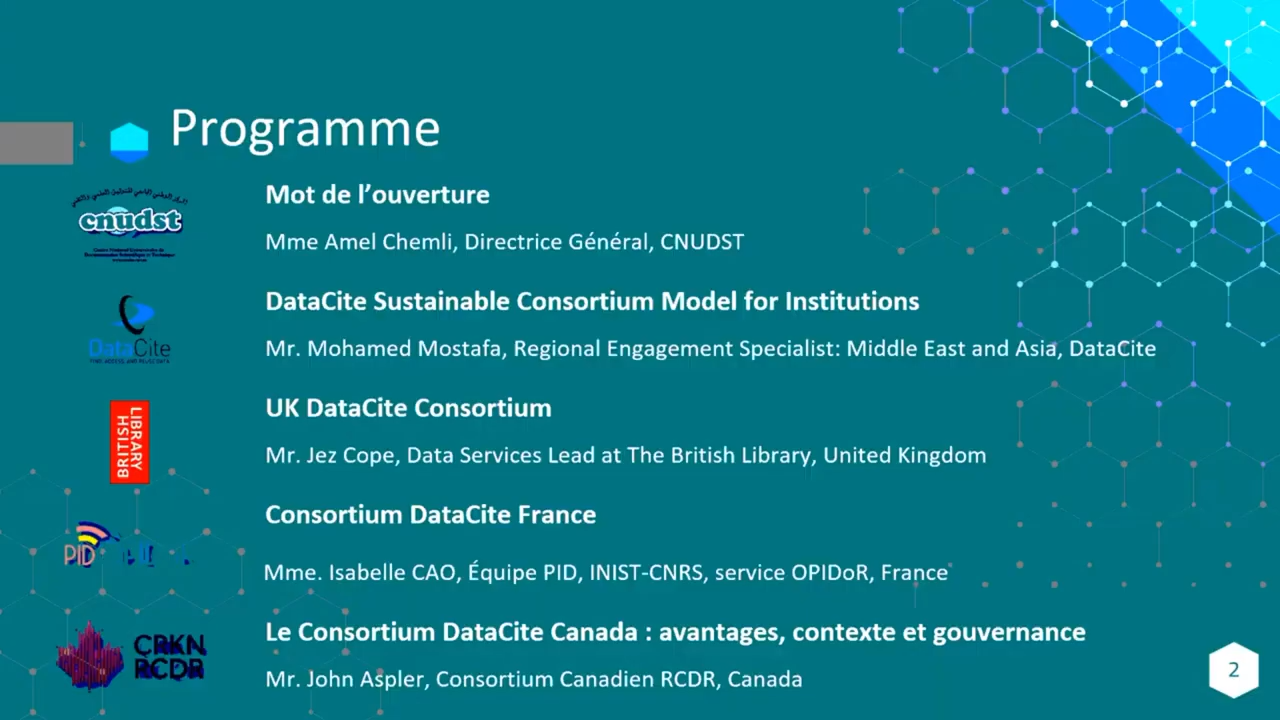 Programme
cnudst
Mot de l’ouverture
Mme Amel Chemli, Directrice Général, CNUDST
DataCite
DataCite Sustainable Consortium Model for Institutions
Mr. Mohamed Mostafa, Regional Engagement Specialist: Middle East and Asia, DataCite
BRITISH
LIBRARY
UK DataCite Consortium
Mr. Jez Cope, Data Services Lead at The British Library, United Kingdom
PID
Consortium DataCite France
Mme. Isabelle CAO, Équipe PID, INIST-CNRS, service OPIDoR, France
CRKN
RCDR
Le Consortium DataCite Canada : avantages, contexte et gouvernance
Mr. John Aspler, Consortium Canadien RCDR, Canada
2